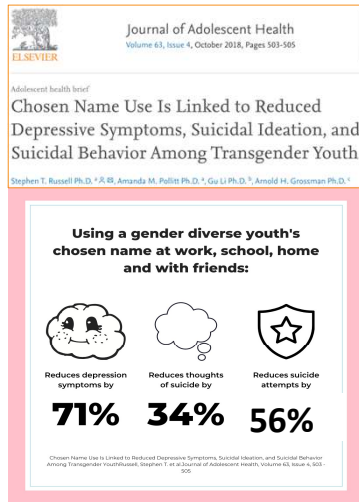 ELSEVIER
Journal of Adolescent Health
Volume 63, Issue 4, October 2018, Pages 503-505
Adolescent health brief
Chosen Name Use Is Linked to Reduced
Depressive Symptoms, Suicidal Ideation, and
Suicidal Behavior Among Transgender Youth
Stephen T. Russell Ph.D. a, Amanda M. Pollitt Ph.D. a, Gu Li Ph.D. b, Arnold H. Grossman Ph.D. c
Using a gender diverse youth's
chosen name at work, school, home
and with friends:
Reduces depression
symptoms by
71%
Reduces thoughts
of suicide by
34%
Reduces suicide
attempts by
56%
Chosen Name Use Is Linked to Reduced Depressive Symptoms, Suicidal Ideation, and Suicidal Behavior
Among Transgender YouthRussell, Stephen T. et al.Journal of Adolescent Health, Volume 63, Issue 4, 503 -
505